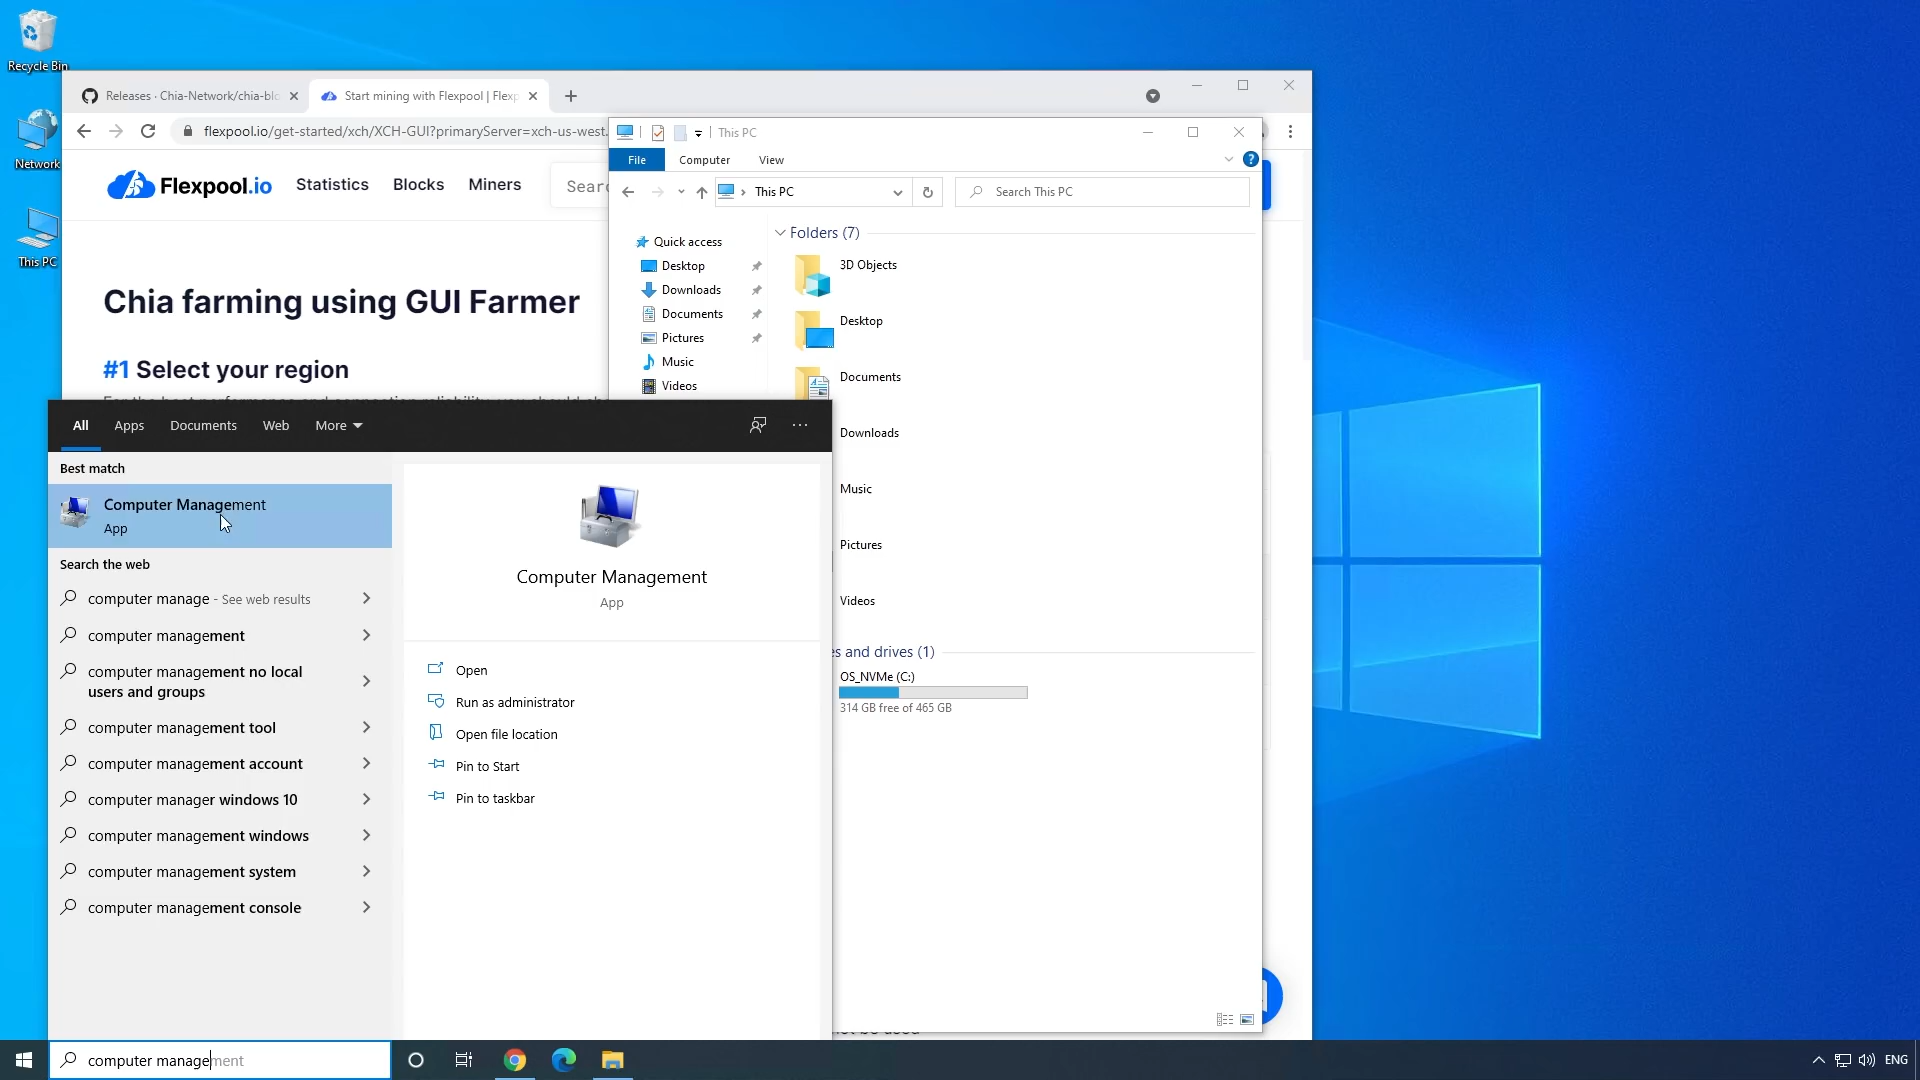 Recycle Bin
Network
This PC
Releases · Chia-Network/chia-blo
Start mining with Flexpool | Flexp
flexpool.io/get-started/xch/XCH-GUI?primaryServer=xch-us-west.
Flexpool.io
Statistics
Blocks
Miners
Sear
Chia farming using GUI Farmer
#1 Select your region
This PC
File
Computer
View
This PC
Search This PC
Quick access
Desktop
Downloads
Documents
Pictures
Music
Videos
Folders (7)
3D Objects
Desktop
Documents
Downloads
Music
Pictures
Videos
es and drives (1)
OS_NVMe (C:)
314 GB free of 465 GB
All
Apps
Documents
Web
More
Best match
Computer Management
App
Search the web
computer manage - See web results
computer management
computer management no local
users and groups
computer management tool
computer management account
computer manager windows 10
computer management windows
computer management system
computer management console
Computer Management
App
Open
Run as administrator
Open file location
Pin to Start
Pin to taskbar
computer management
ENG